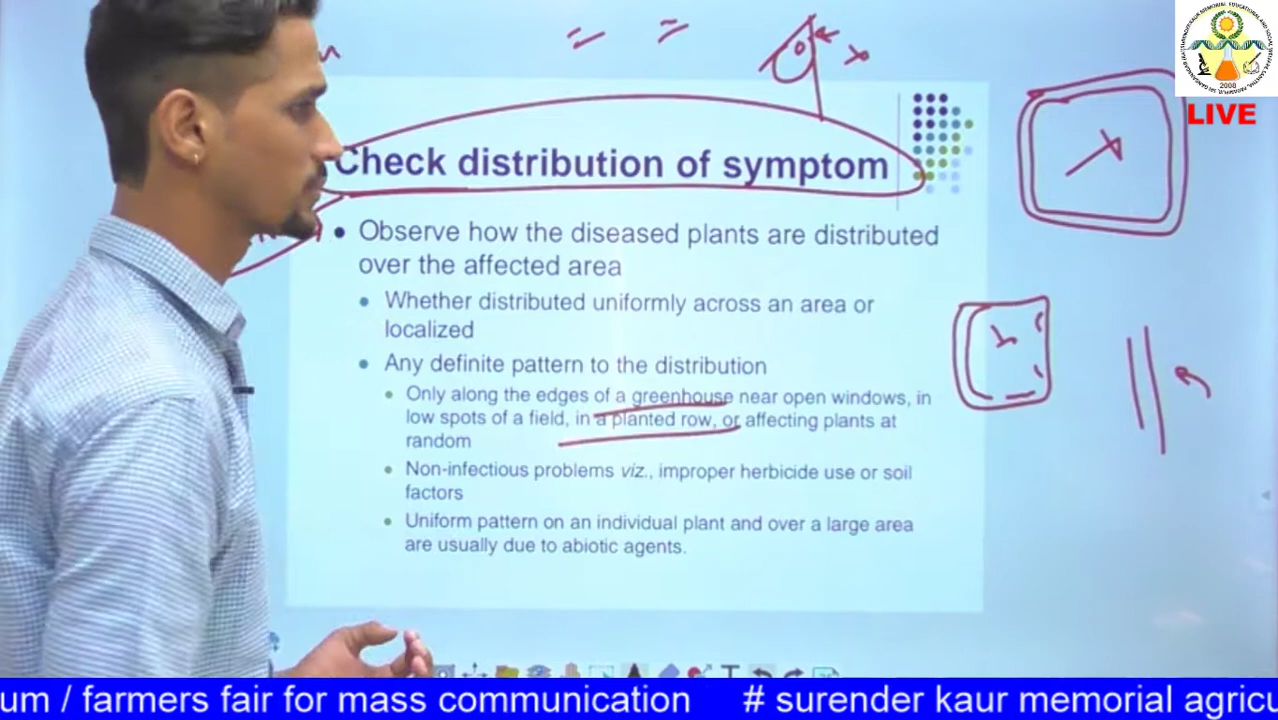 LIVE
Check distribution of symptom
Observe how the diseased plants are distributed
over the affected area
Whether distributed uniformly across an area or
localized
Any definite pattern to the distribution
Only along the edges of a greenhouse near open windows, in
low spots of a field, in a planted row, or affecting plants at
random
Non-infectious problems viz., improper herbicide use or soil
factors
Uniform pattern on an individual plant and over a large area
are usually due to abiotic agents.
2008
um / farmers fair for mass communication # surender kaur memorial agricu